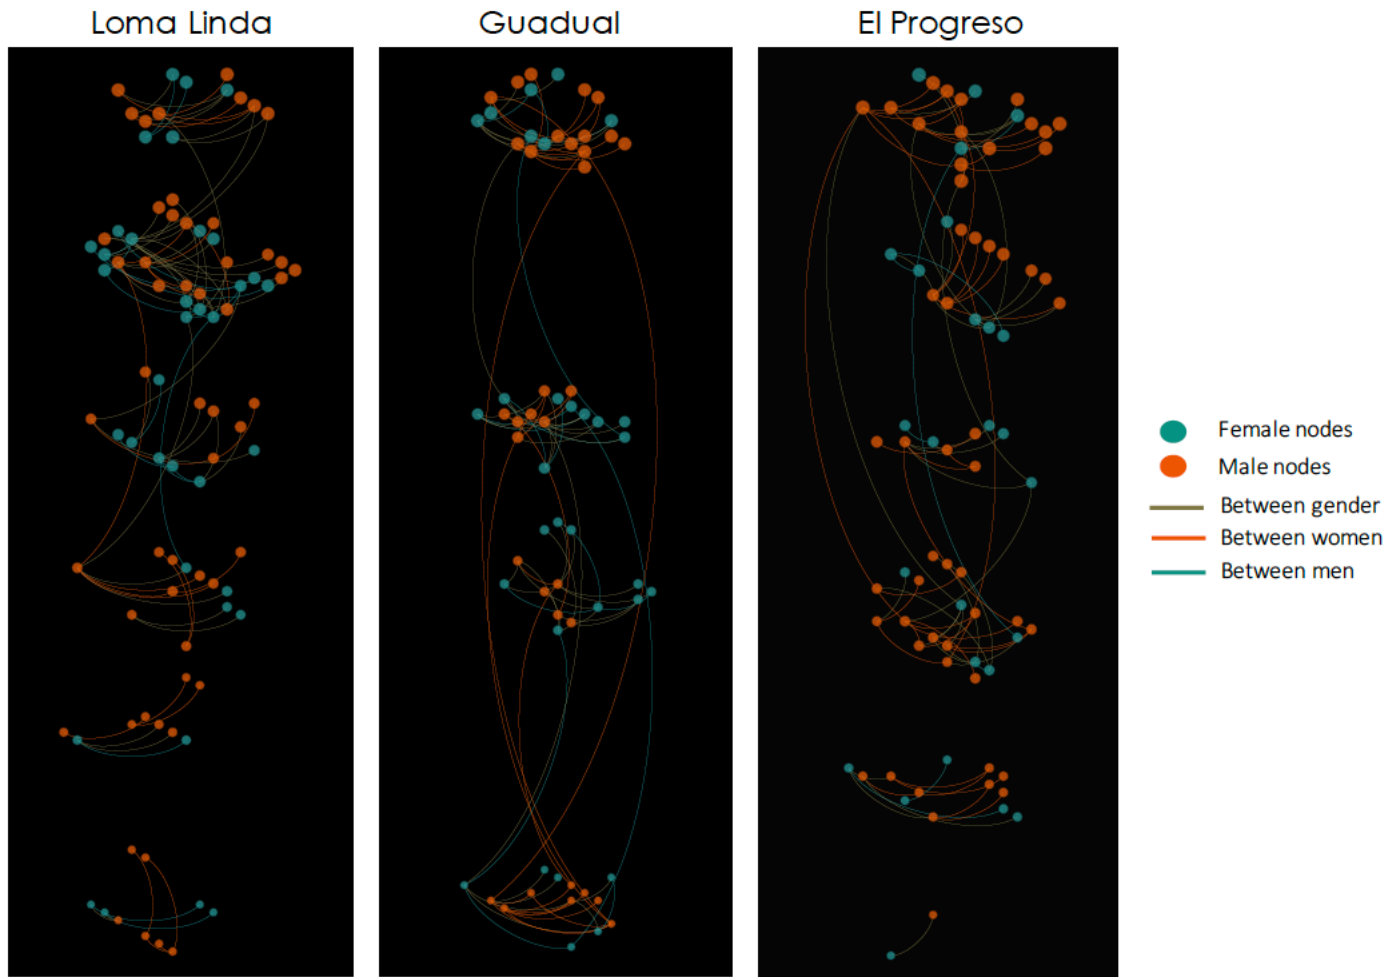 Loma Linda
Guadual
El Progreso
Female nodes
Male nodes
Between gender
Between women
Between men